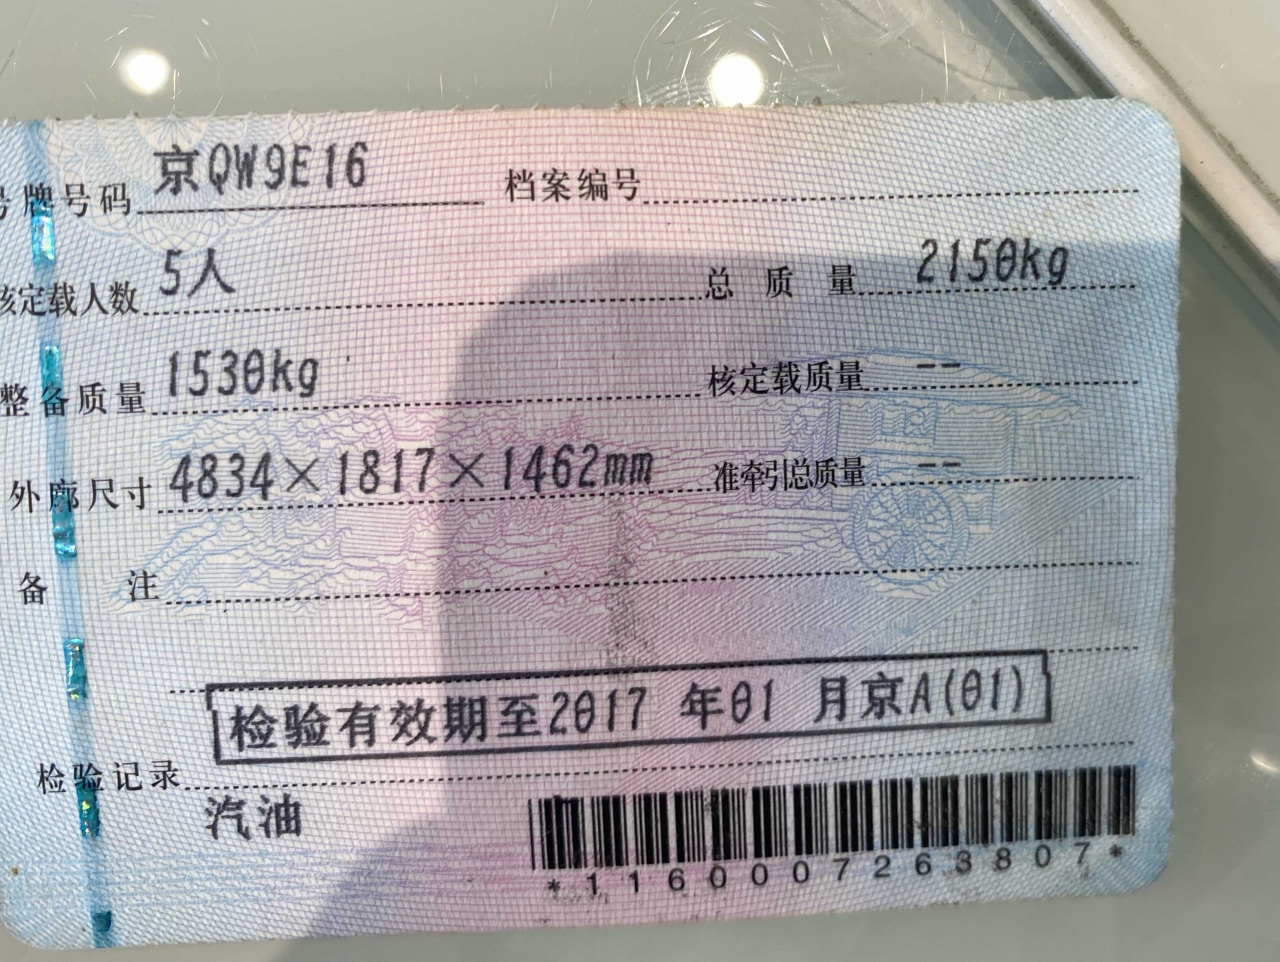 号牌号码 京QW9E16 档案编号
核定载人数 5人 总质量 2150kg
整备质量 1530kg 核定载质量 --
外廓尺寸 4834×1817×1462mm 准牵引总质量 --
备注
检验有效期至2017 年01 月京A(01)
检验记录
汽油
*1160007263807*